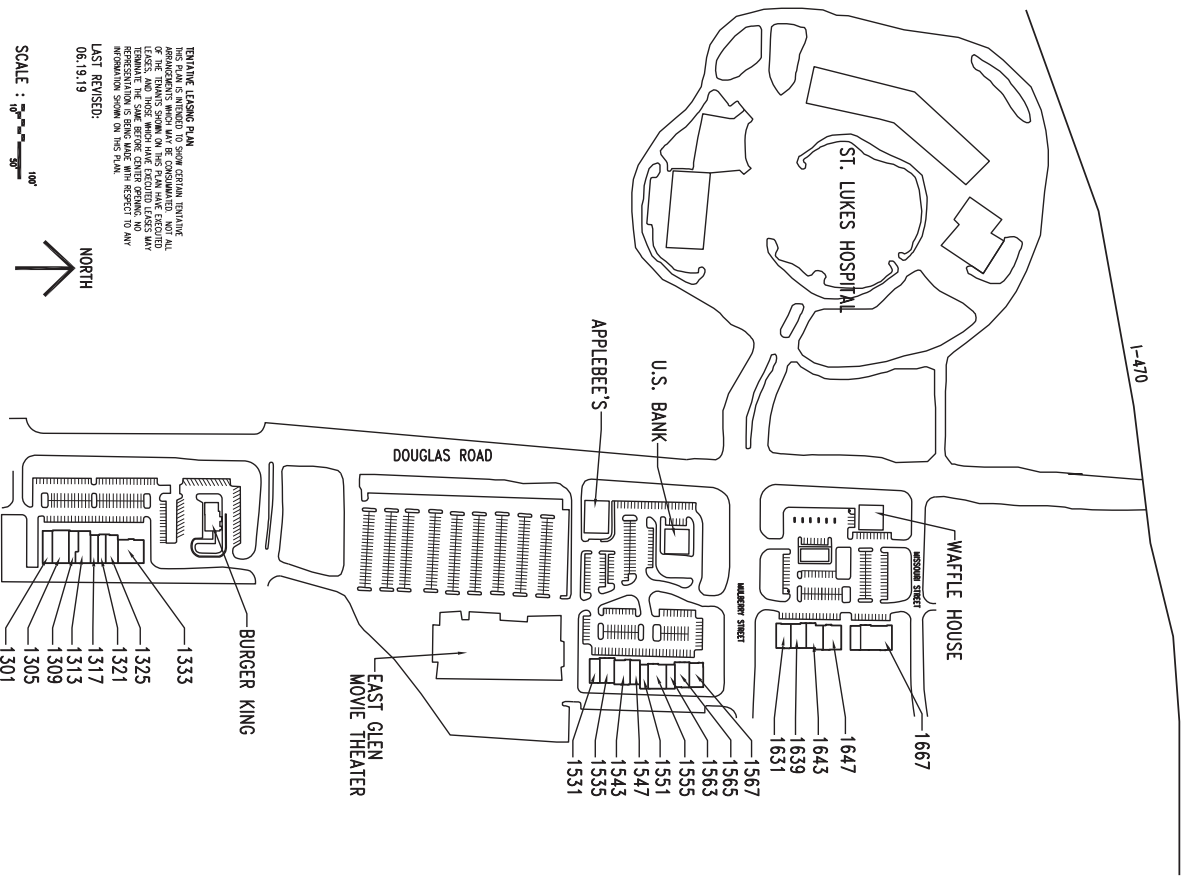 I-470
ST. LUKES HOSPITAL
WAFFLE HOUSE
MISSOURI STREET
1667
1647
1643
1639
1631
MULBERRY STREET
U.S. BANK
APPLEBEE'S
1567
1565
1563
1555
1551
1547
1543
1535
1531
DOUGLAS ROAD
EAST GLEN
MOVIE THEATER
BURGER KING
1333
1325
1321
1317
1313
1309
1305
1301
TENTATIVE LEASING PLAN
THIS PLAN IS INTENDED TO SHOW CERTAIN TENTATIVE
ARRANGEMENTS WHICH MAY BE CONSUMMATED. NOT ALL
OF THE TENANTS SHOWN ON THIS PLAN HAVE EXECUTED
LEASES, AND THOSE WHICH HAVE EXECUTED LEASES MAY
TERMINATE THE SAME BEFORE CENTER OPENING. NO
REPRESENTATION IS BEING MADE WITH RESPECT TO ANY
INFORMATION SHOWN ON THIS PLAN.
LAST REVISED:
06.19.19
SCALE :
10'
50'
100'
NORTH